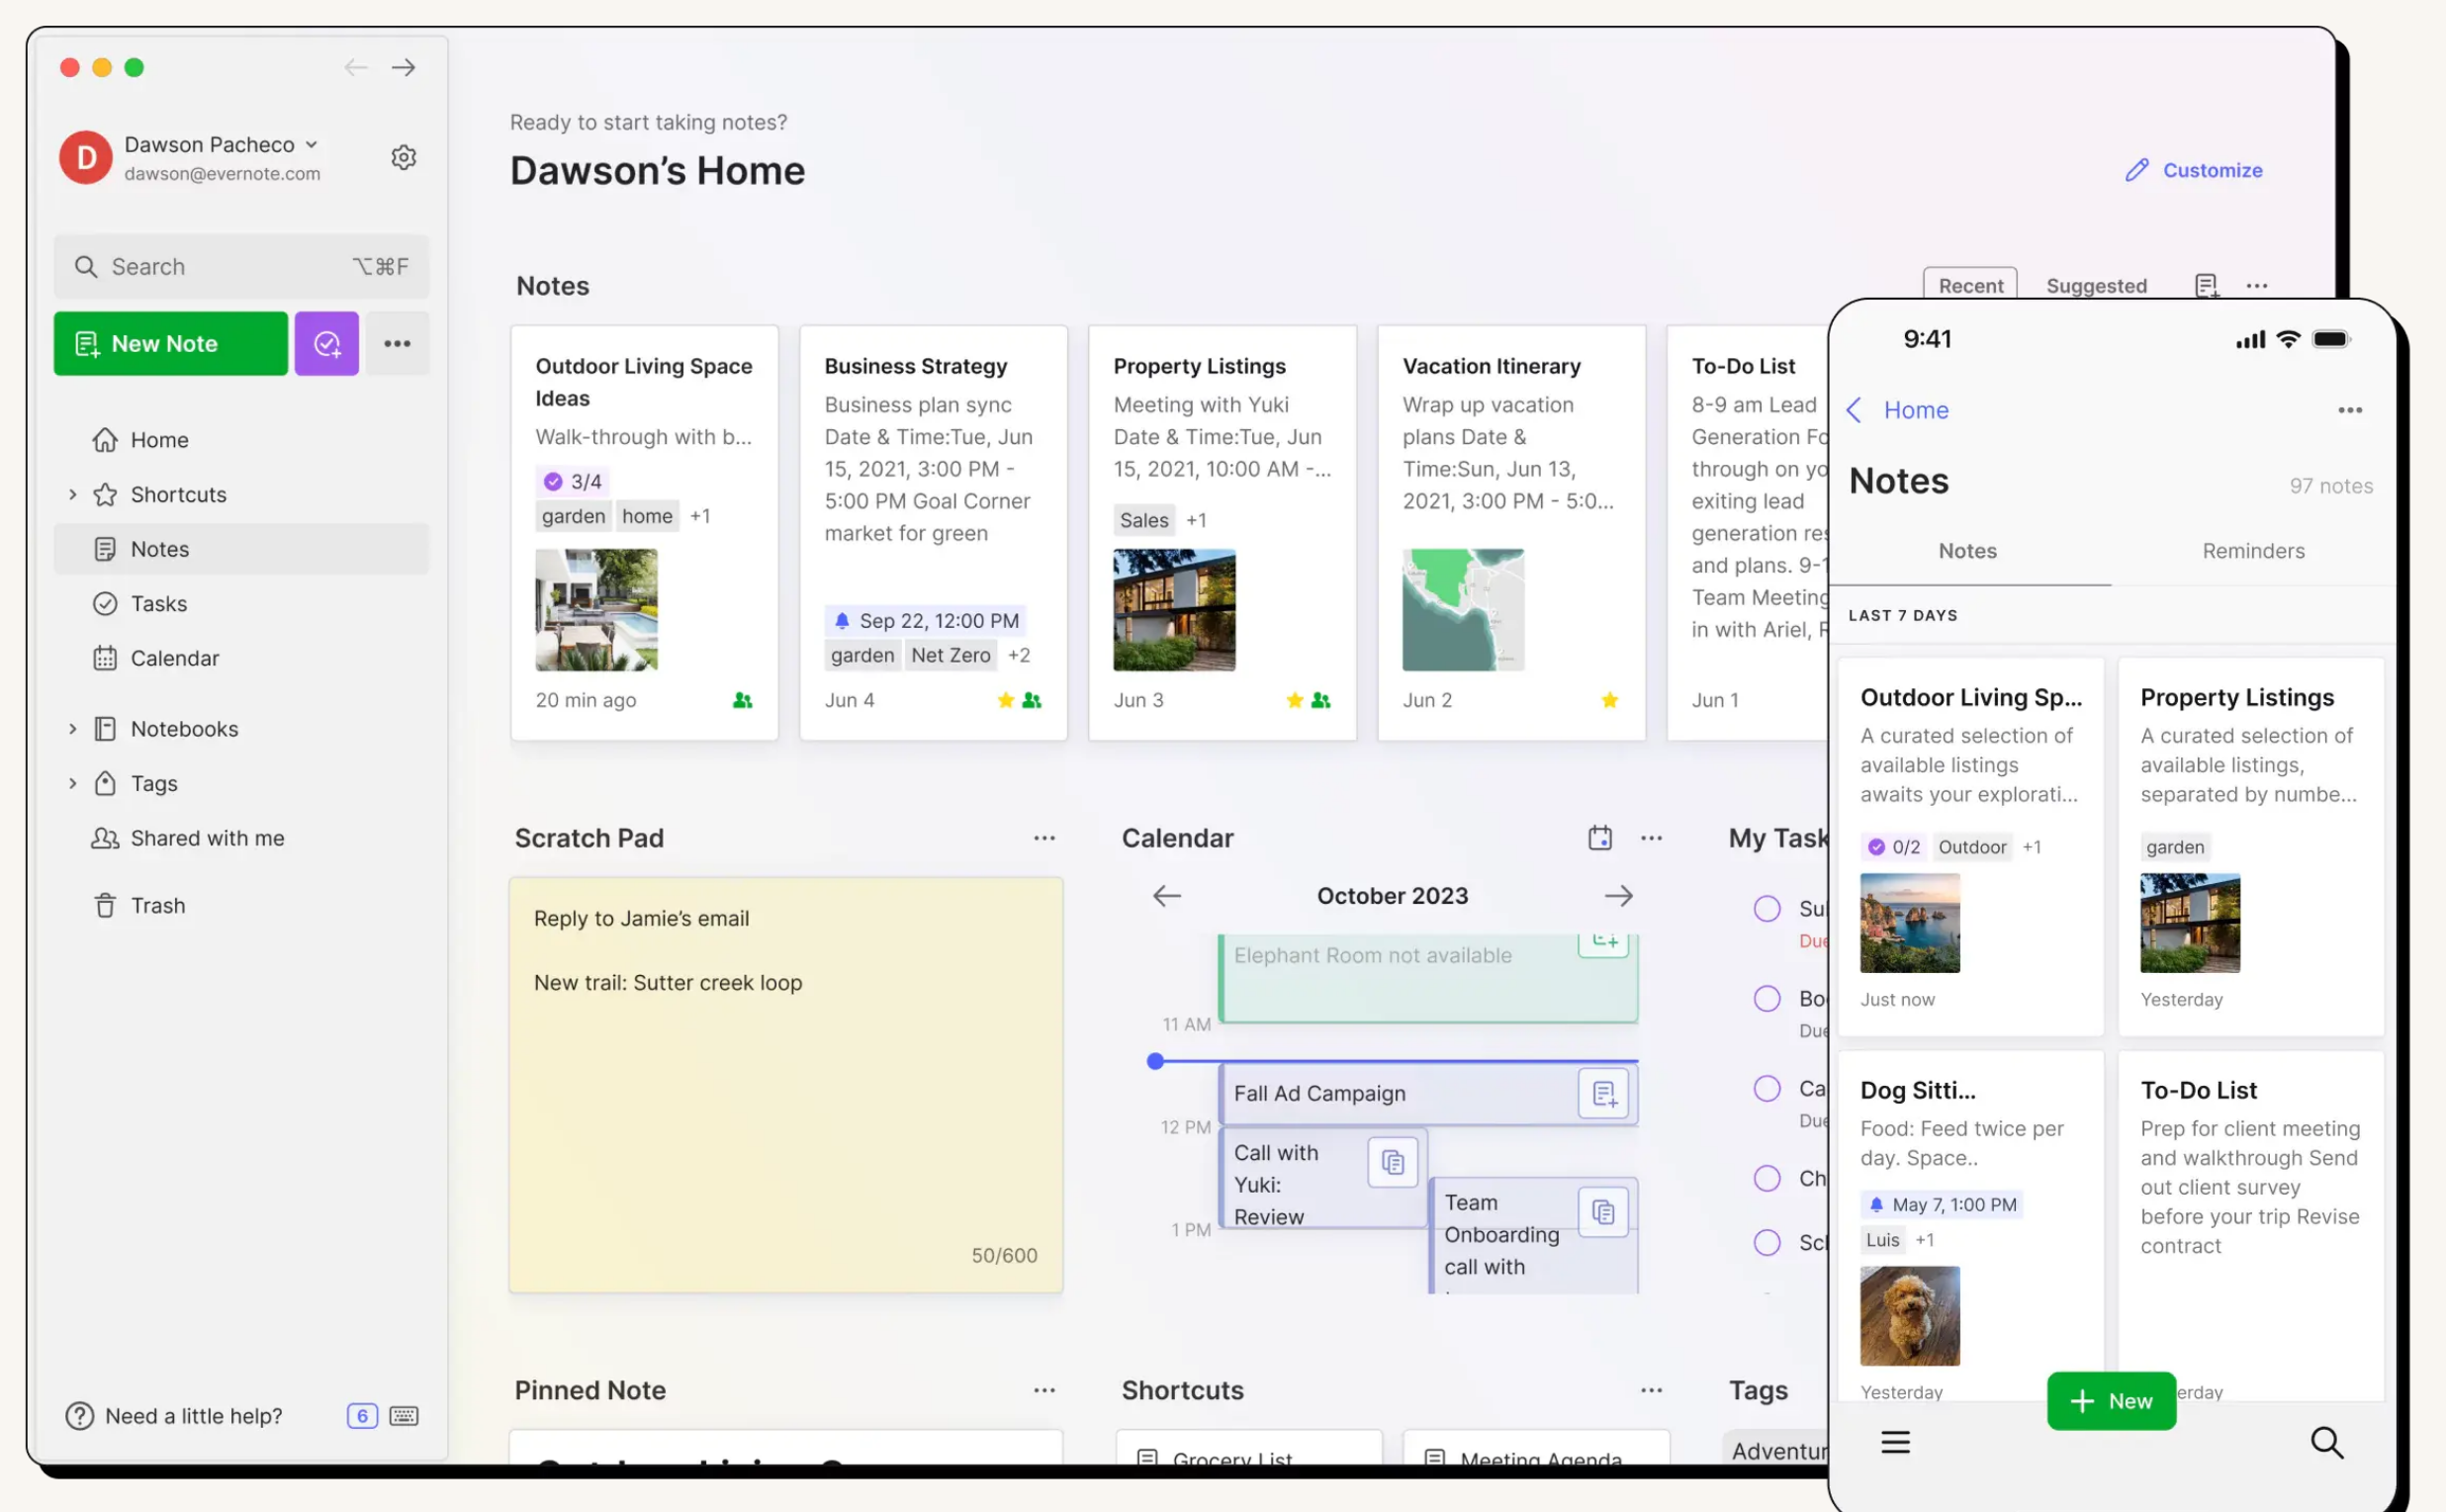 Dawson Pacheco
dawson@evernote.com
Search
⌥⌘F
New Note
Home
Shortcuts
Notes
Tasks
Calendar
Notebooks
Tags
Shared with me
Trash
Need a little help?
6
Ready to start taking notes?
Dawson’s Home
Customize
Notes
Recent
Suggested
Outdoor Living Space
Ideas
Walk-through with b...
3/4
garden home +1
20 min ago
Business Strategy
Business plan sync
Date & Time:Tue, Jun
15, 2021, 3:00 PM -
5:00 PM Goal Corner
market for green
Sep 22, 12:00 PM
garden Net Zero +2
Jun 4
Property Listings
Meeting with Yuki
Date & Time:Tue, Jun
15, 2021, 10:00 AM -...
Sales +1
Jun 3
Vacation Itinerary
Wrap up vacation
plans Date &
Time:Sun, Jun 13,
2021, 3:00 PM - 5:0...
Jun 2
To-Do List
8-9 am Lead
Generation
through on
exiting lead
generation
and plans.
Team Meeting
in with Ariel,
Jun 1
Scratch Pad
Reply to Jamie’s email
New trail: Sutter creek loop
50/600
Calendar
October 2023
Elephant Room not available
11 AM
Fall Ad Campaign
12 PM
Call with
Yuki:
Review
1 PM
Team
Onboarding
call with
My Task
Due
Due
Due
Pinned Note
Shortcuts
Grocery List
Meeting Agenda
Tags
9:41
Home
Notes
97 notes
Notes
Reminders
LAST 7 DAYS
Outdoor Living Sp...
A curated selection of
available listings
awaits your explorati...
0/2 Outdoor +1
Just now
Property Listings
A curated selection of
available listings,
separated by numbe...
garden
Yesterday
Dog Sitti...
Food: Feed twice per
day. Space..
May 7, 1:00 PM
Luis +1
Yesterday
To-Do List
Prep for client meeting
and walkthrough Send
out client survey
before your trip Revise
contract
New